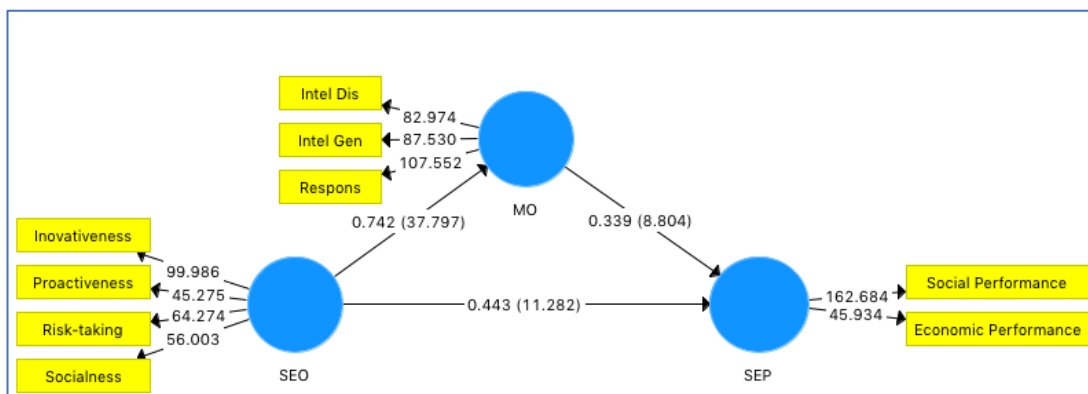 Intel Dis
82.974
Intel Gen
87.530
Respons
107.552
MO
0.742 (37.797)
0.339 (8.804)
Inovativeness
99.986
Proactiveness
45.275
Risk-taking
64.274
Socialness
56.003
SEO
0.443 (11.282)
SEP
162.684
Social Performance
45.934
Economic Performance